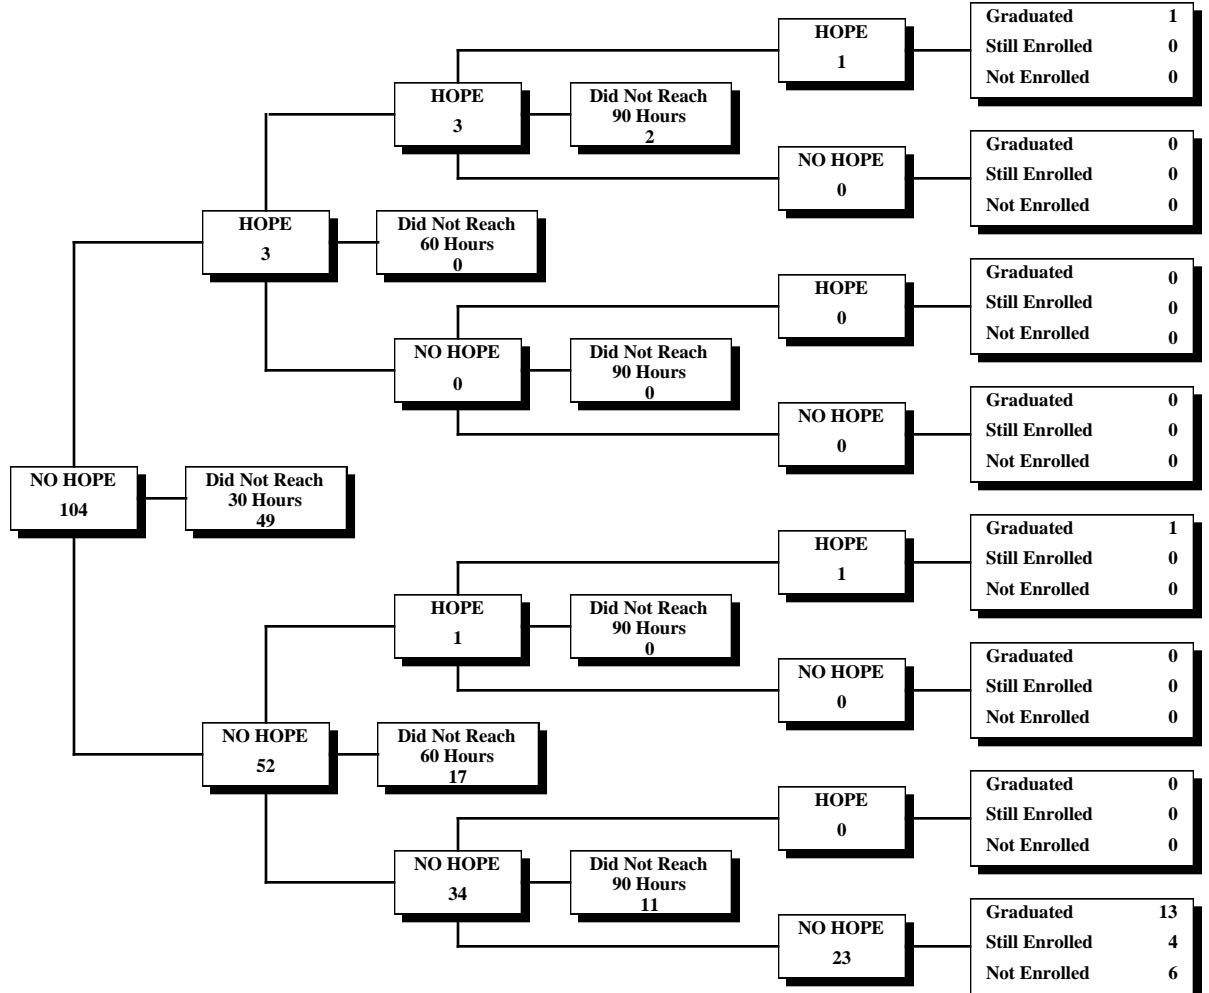 HOPE
1
Graduated 1
Still Enrolled 0
Not Enrolled 0
HOPE
3
Did Not Reach
90 Hours
2
NO HOPE
0
Graduated 0
Still Enrolled 0
Not Enrolled 0
HOPE
3
Did Not Reach
60 Hours
0
HOPE
0
Graduated 0
Still Enrolled 0
Not Enrolled 0
NO HOPE
0
Did Not Reach
90 Hours
0
NO HOPE
0
Graduated 0
Still Enrolled 0
Not Enrolled 0
NO HOPE
104
Did Not Reach
30 Hours
49
HOPE
1
Graduated 1
Still Enrolled 0
Not Enrolled 0
HOPE
1
Did Not Reach
90 Hours
0
NO HOPE
0
Graduated 0
Still Enrolled 0
Not Enrolled 0
NO HOPE
52
Did Not Reach
60 Hours
17
HOPE
0
Graduated 0
Still Enrolled 0
Not Enrolled 0
NO HOPE
34
Did Not Reach
90 Hours
11
NO HOPE
23
Graduated 13
Still Enrolled 4
Not Enrolled 6